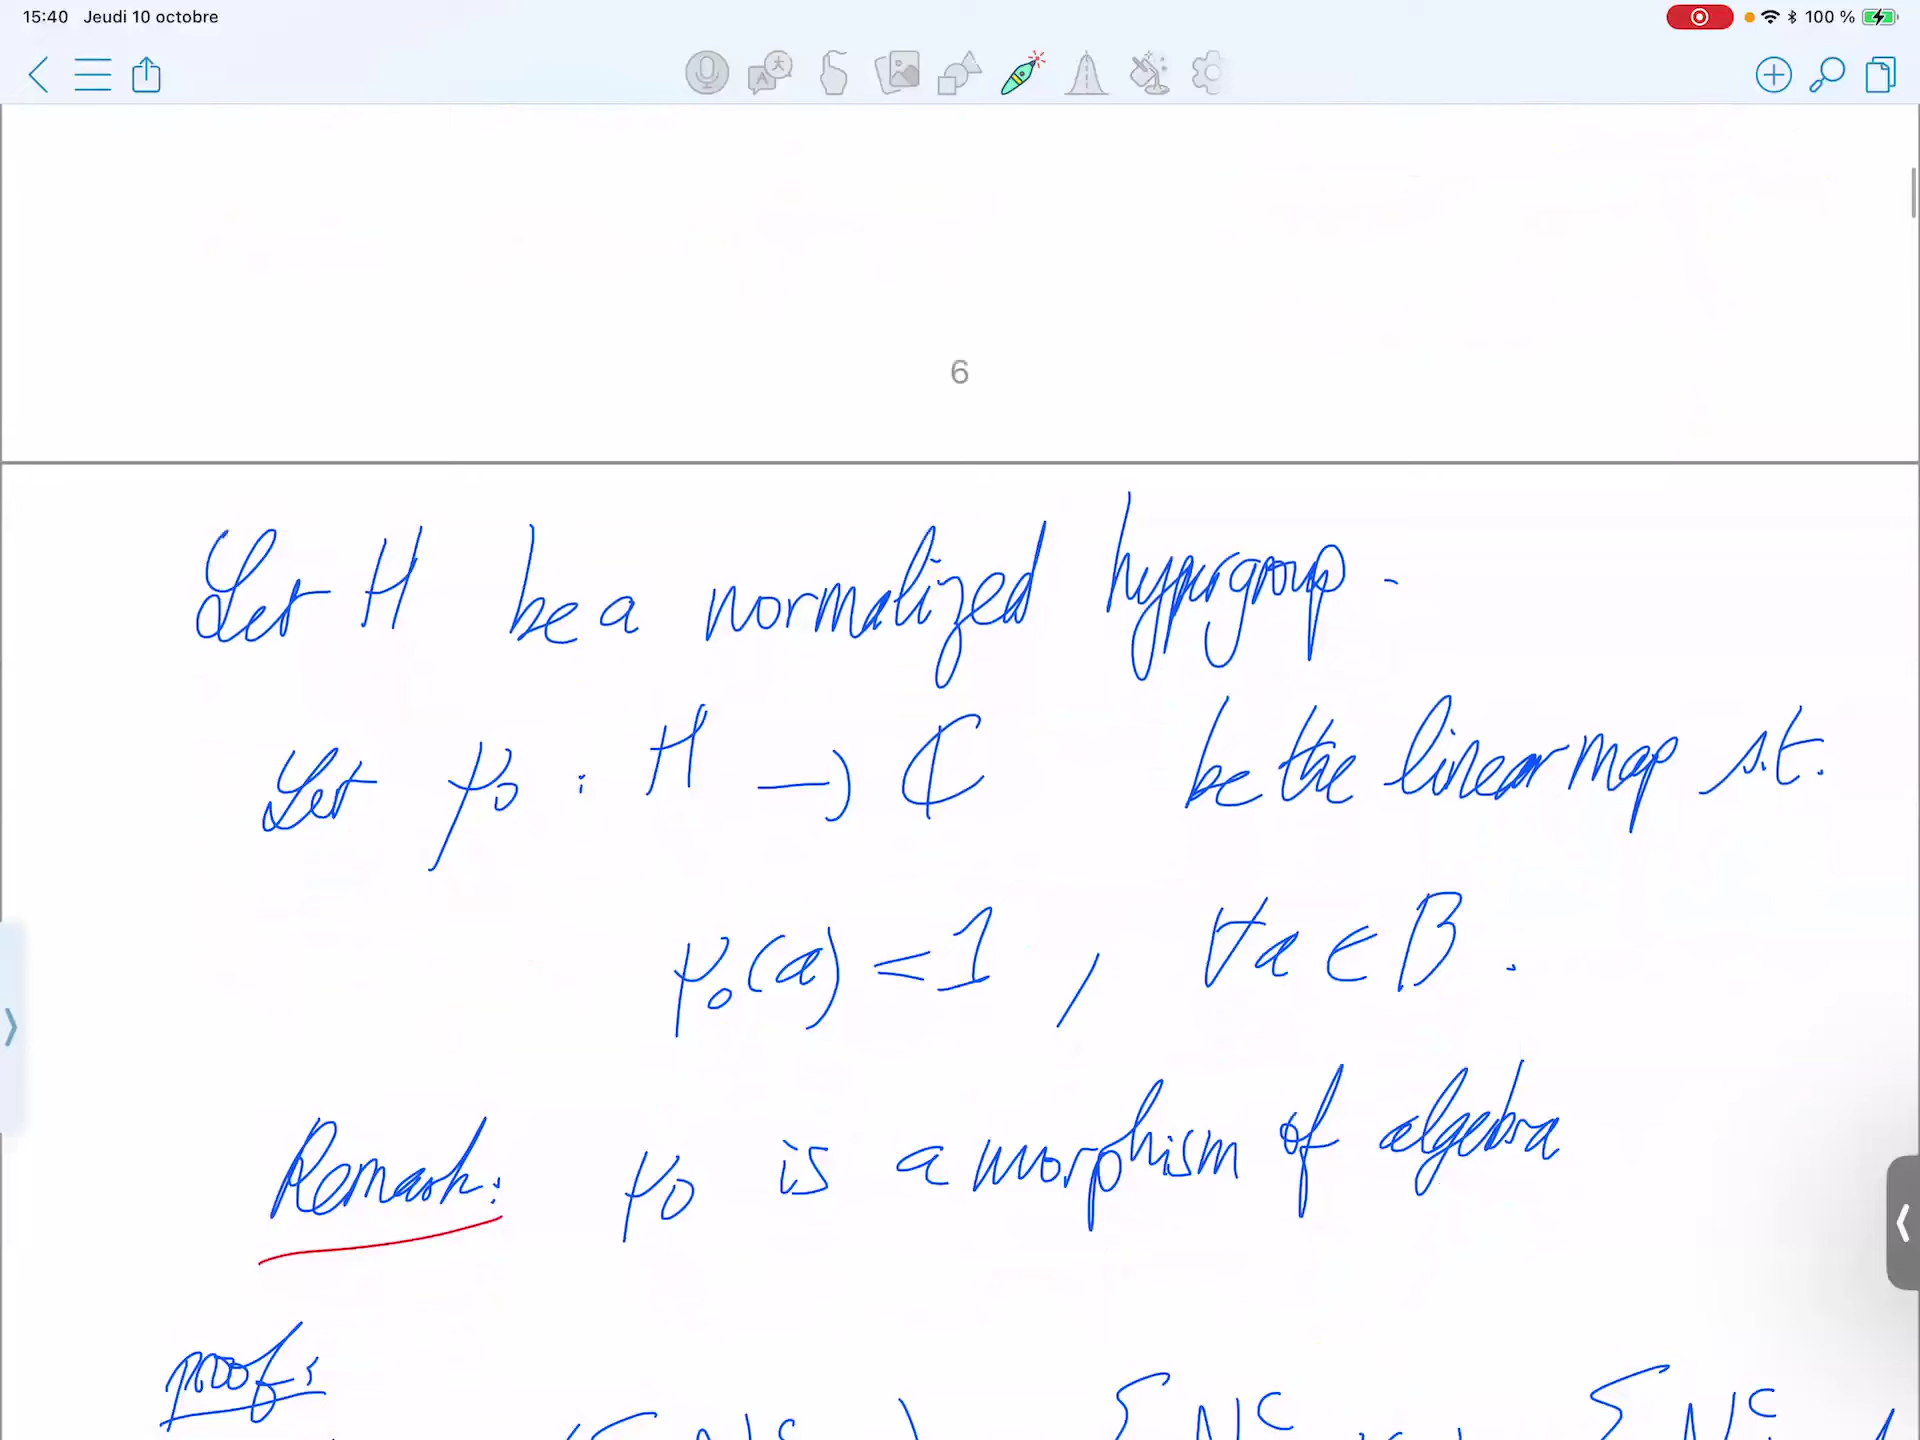 15:40 Jeudi 10 octobre 100 %
6
Let H be a normalized hypergroup.
Let μ₀ : H → ℂ be the linear map s.t.
μ₀(a) = 1 , ∀a ∈ B .
Remark: μ₀ is a morphism of algebra
proof: